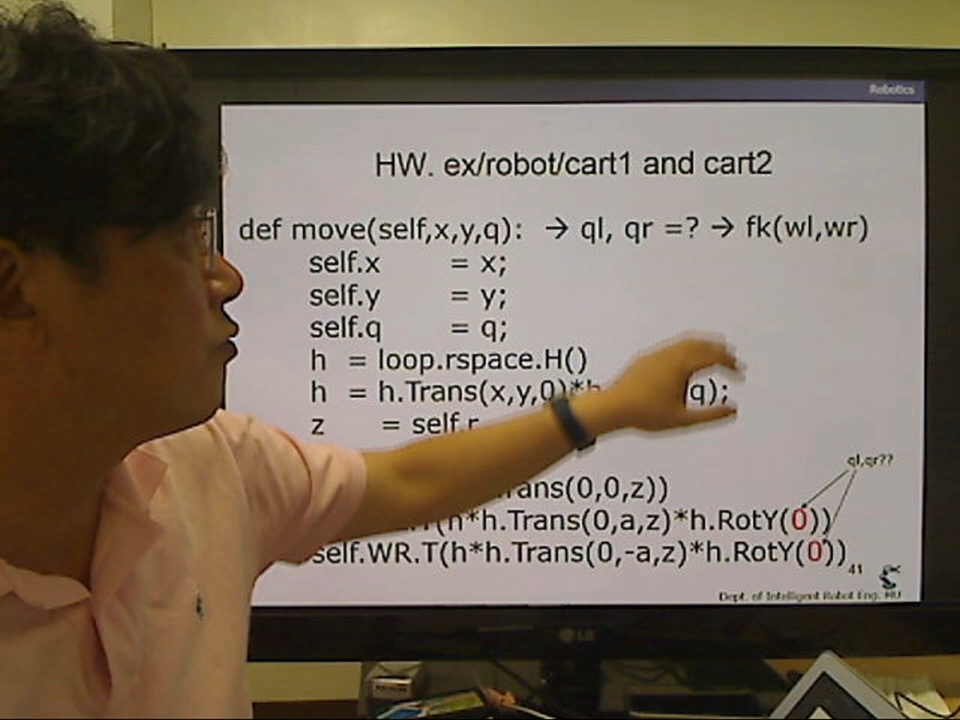 Robotics
HW. ex/robot/cart1 and cart2
def move(self,x,y,q): → ql, qr =? → fk(wl,wr)
self.x = x;
self.y = y;
self.q = q;
h = loop.rspace.H()
h = h.Trans(x,y,0)*h q);
z = self.r
ql,qr??
rans(0,0,z))
T(h*h.Trans(0,a,z)*h.RotY(0))
self.WR.T(h*h.Trans(0,-a,z)*h.RotY(0))
41
Dept. of Intelligent Robot Eng. MU
LG